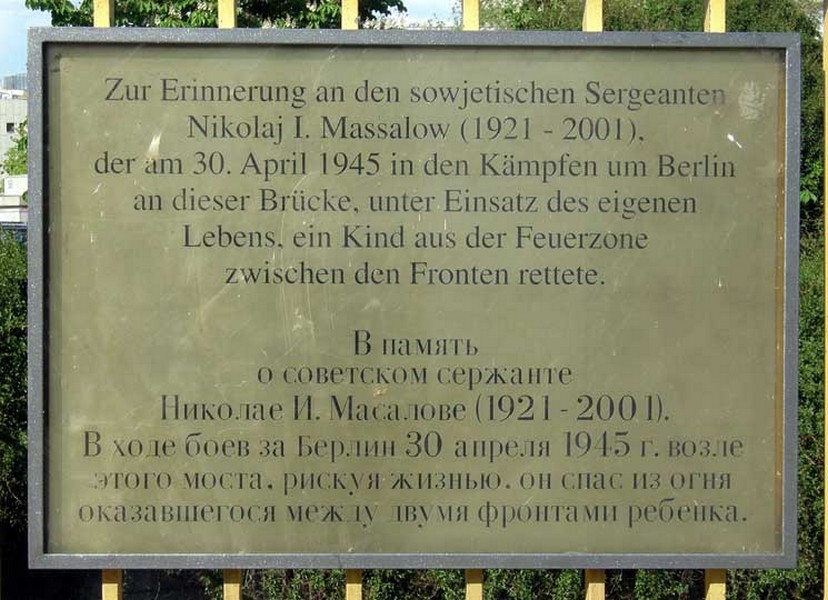 Zur Erinnerung an den sowjetischen Sergeanten
Nikolaj I. Massalow (1921 - 2001),
der am 30. April 1945 in den Kämpfen um Berlin
an dieser Brücke, unter Einsatz des eigenen
Lebens, ein Kind aus der Feuerzone
zwischen den Fronten rettete.
В память
о советском сержанте
Николае И. Масалове (1921 - 2001).
В ходе боев за Берлин 30 апреля 1945 г. возле
этого моста, рискуя жизнью, он спас из огня
оказавшегося между двумя фронтами ребенка.